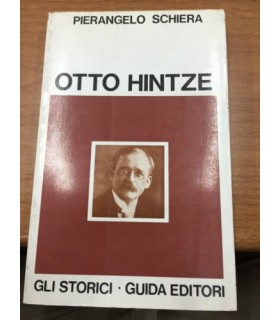 PIERANGELO SCHIERA
OTTO HINTZE
GLI STORICI · GUIDA EDITORI